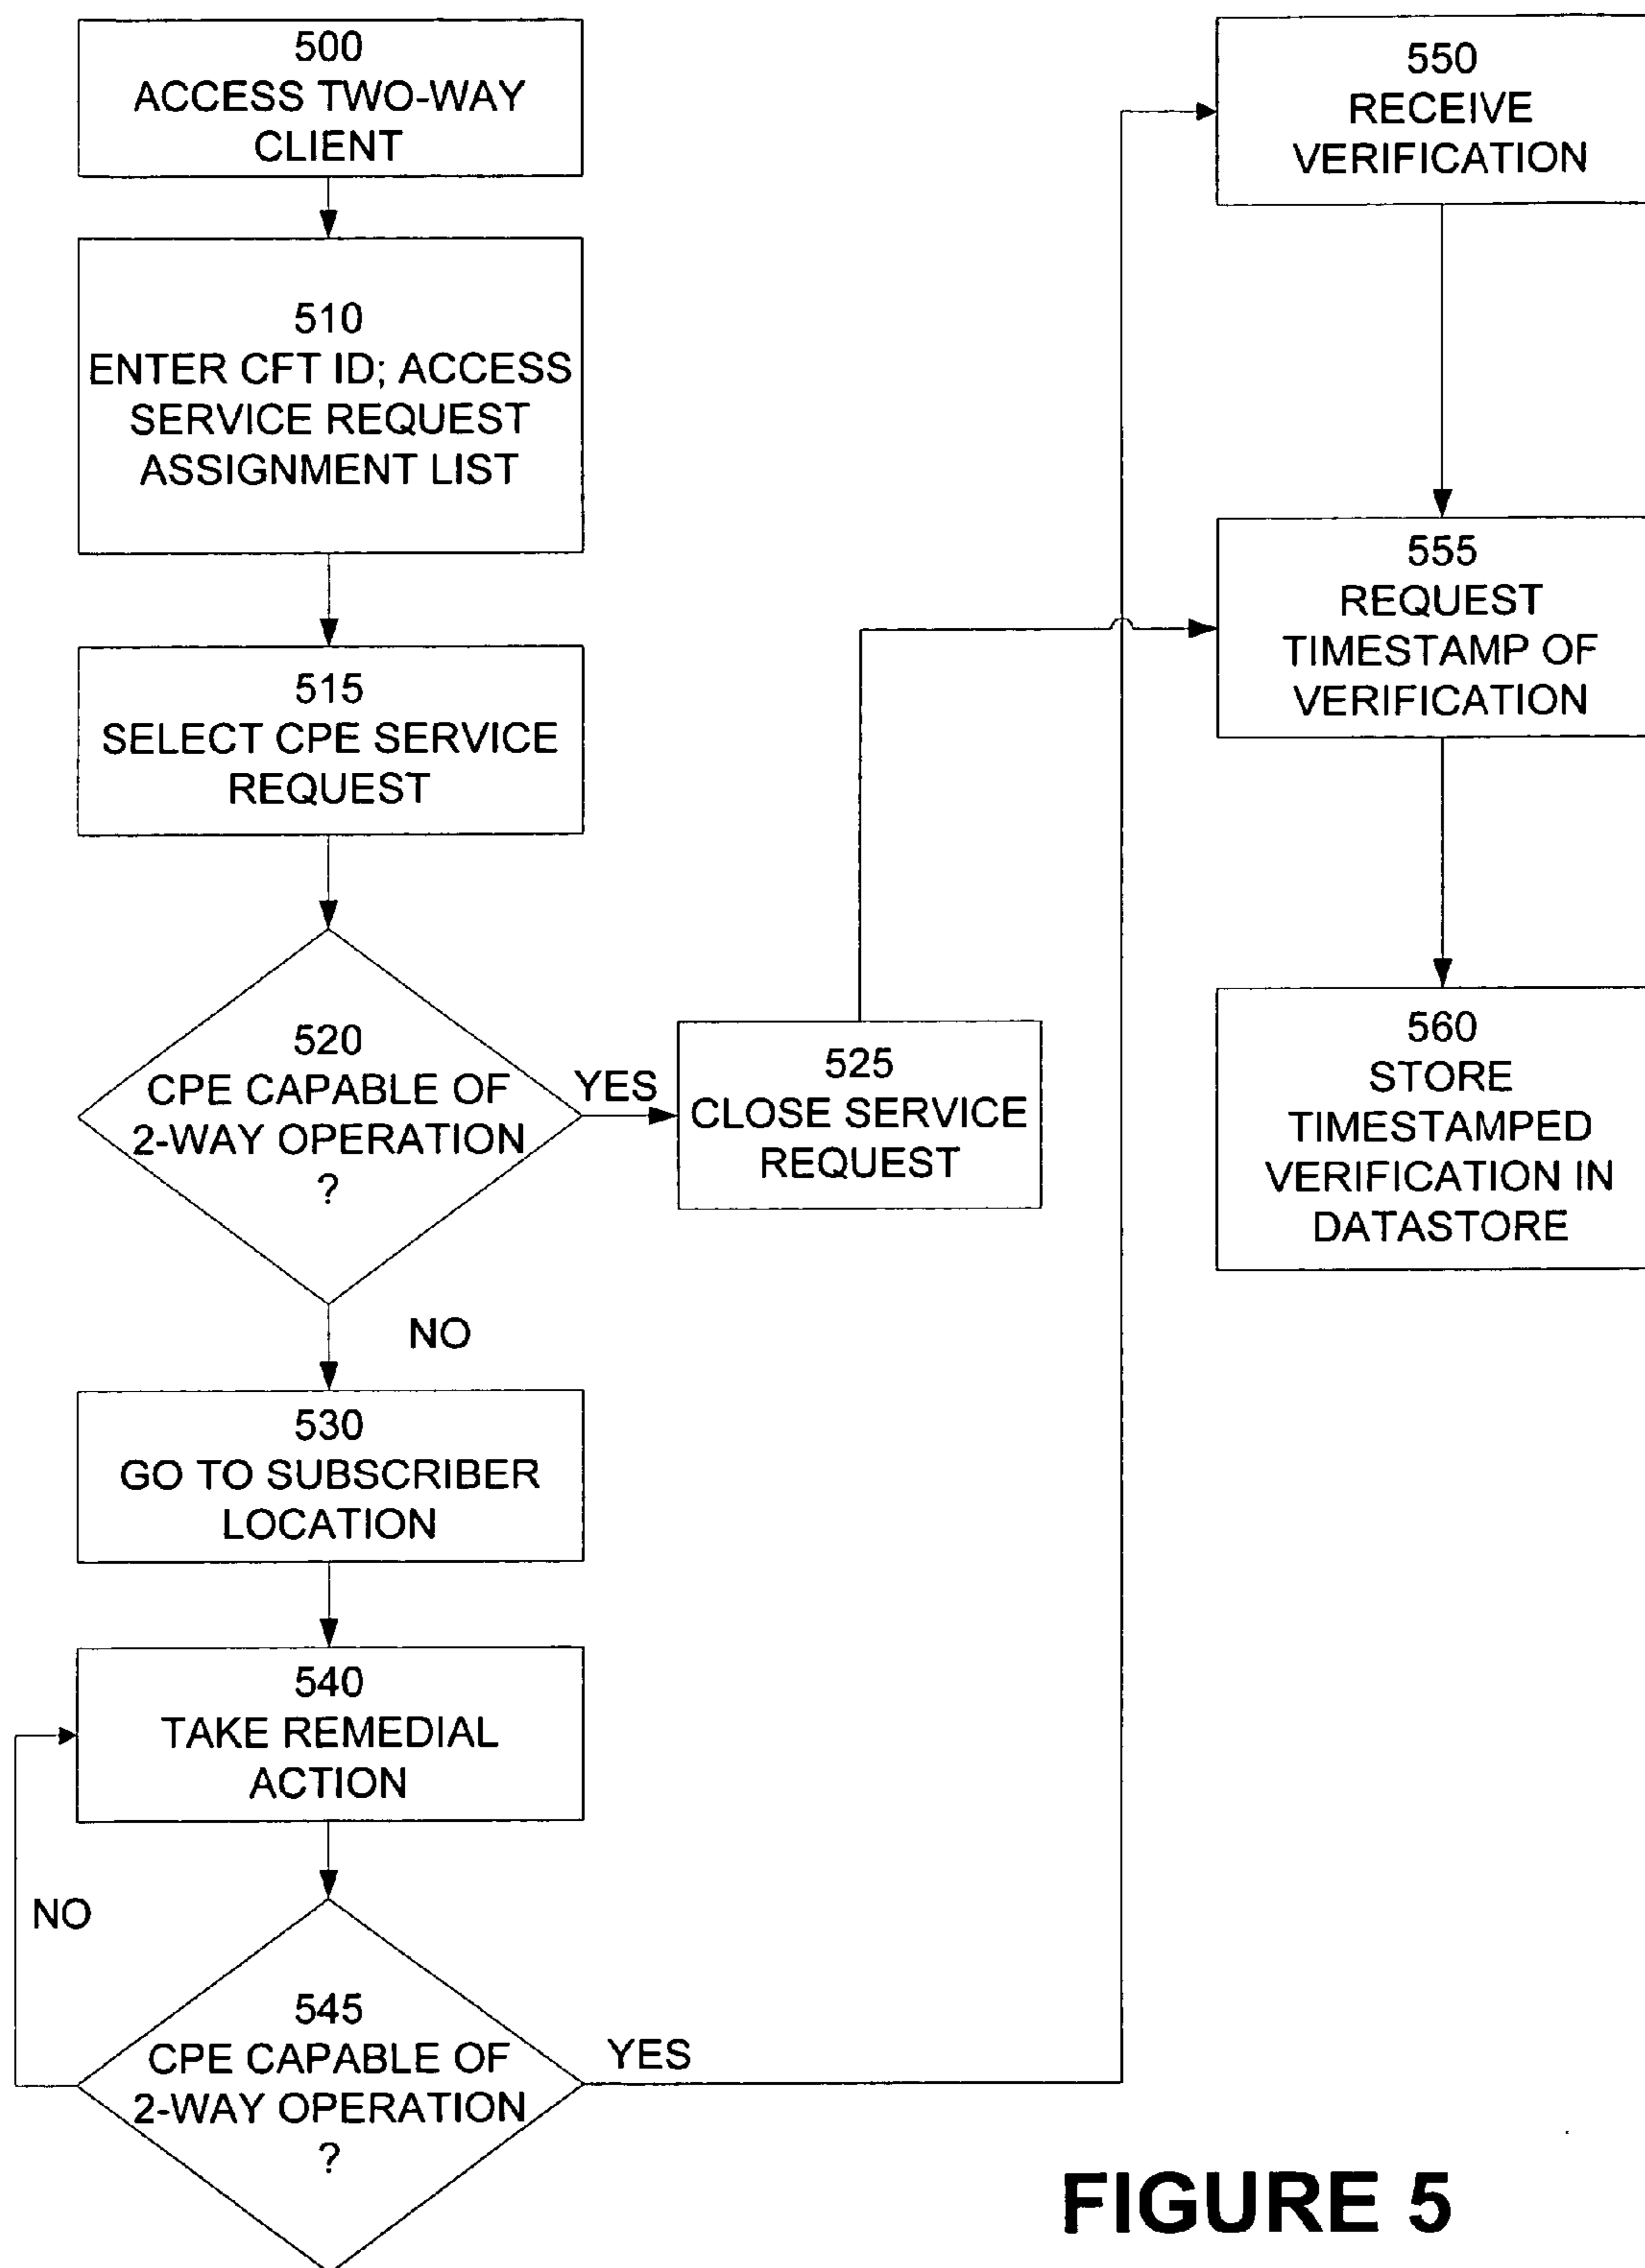 500
ACCESS TWO-WAY
CLIENT
510
ENTER CFT ID; ACCESS
SERVICE REQUEST
ASSIGNMENT LIST
515
SELECT CPE SERVICE
REQUEST
520
CPE CAPABLE OF
2-WAY OPERATION
?
YES
525
CLOSE SERVICE
REQUEST
NO
530
GO TO SUBSCRIBER
LOCATION
540
TAKE REMEDIAL
ACTION
NO
545
CPE CAPABLE OF
2-WAY OPERATION
?
YES
550
RECEIVE
VERIFICATION
555
REQUEST
TIMESTAMP OF
VERIFICATION
560
STORE
TIMESTAMPED
VERIFICATION IN
DATASTORE
FIGURE 5